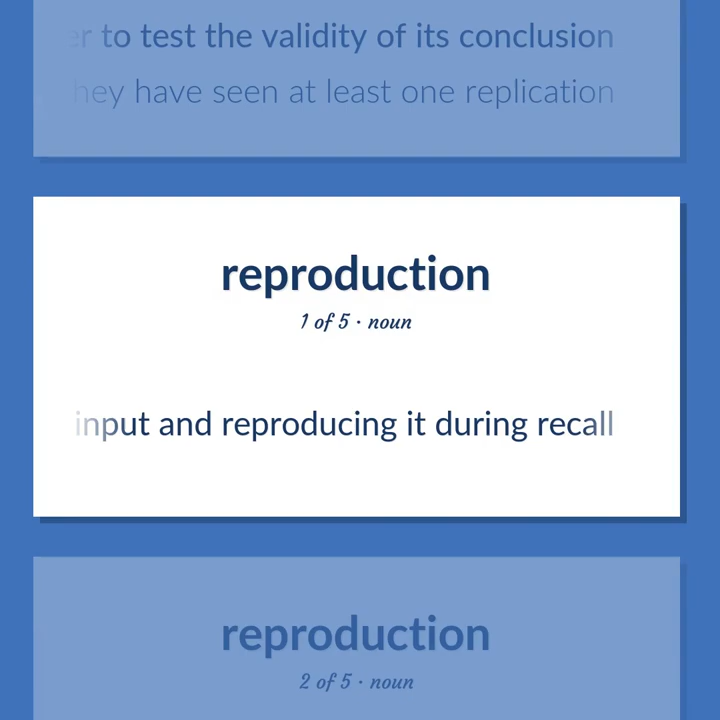 to test the validity of its conclusion
have seen at least one replication
reproduction
1 of 5 · noun
input and reproducing it during recall
reproduction
2 of 5 · noun